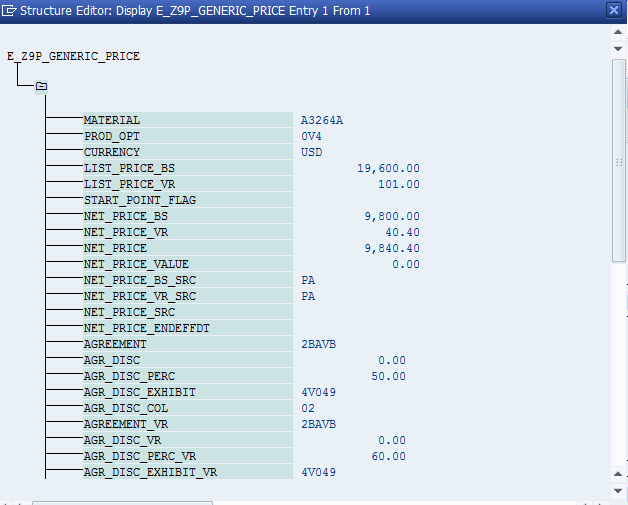 Structure Editor: Display E_Z9P_GENERIC_PRICE Entry 1 From 1
E_Z9P_GENERIC_PRICE
MATERIAL A3264A
PROD_OPT 0V4
CURRENCY USD
LIST_PRICE_BS 19,600.00
LIST_PRICE_VR 101.00
START_POINT_FLAG
NET_PRICE_BS 9,800.00
NET_PRICE_VR 40.40
NET_PRICE 9,840.40
NET_PRICE_VALUE 0.00
NET_PRICE_BS_SRC PA
NET_PRICE_VR_SRC PA
NET_PRICE_SRC
NET_PRICE_ENDEFFDT
AGREEMENT 2BAVB
AGR_DISC 0.00
AGR_DISC_PERC 50.00
AGR_DISC_EXHIBIT 4V049
AGR_DISC_COL 02
AGREEMENT_VR 2BAVB
AGR_DISC_VR 0.00
AGR_DISC_PERC_VR 60.00
AGR_DISC_EXHIBIT_VR 4V049